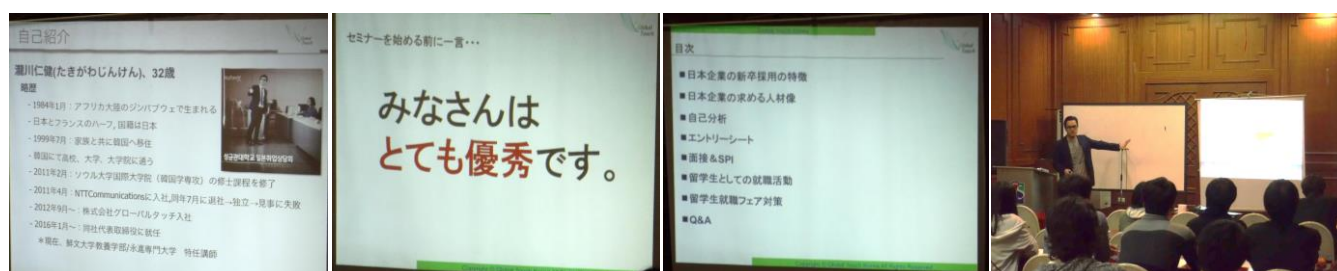 自己紹介
瀧川仁健(たきがわじんけん)、32歳
略歴
- 1984年1月：アフリカ大陸のジンバブウェで生まれる
- 日本とフランスのハーフ, 国籍は日本
- 1999年7月：家族と共に韓国へ移住
- 韓国にて高校、大学、大学院に通う
- 2011年2月：ソウル大学国際大学院（韓国学専攻）の修士課程を修了
- 2011年4月：NTTCommunicationsに入社,同年7月に退社→独立→見事に失敗
- 2012年9月〜：株式会社グローバルタッチ入社
- 2016年1月〜：同社代表取締役に就任
＊現在、鮮文大学教養学部/永進専門大学　特任講師
セミナーを始める前に一言・・・
みなさんは
とても優秀です。
目次
■日本企業の新卒採用の特徴
■日本企業の求める人材像
■自己分析
■エントリーシート
■面接＆SPI
■留学生としての就職活動
■留学生就職フェア対策
■Q&A